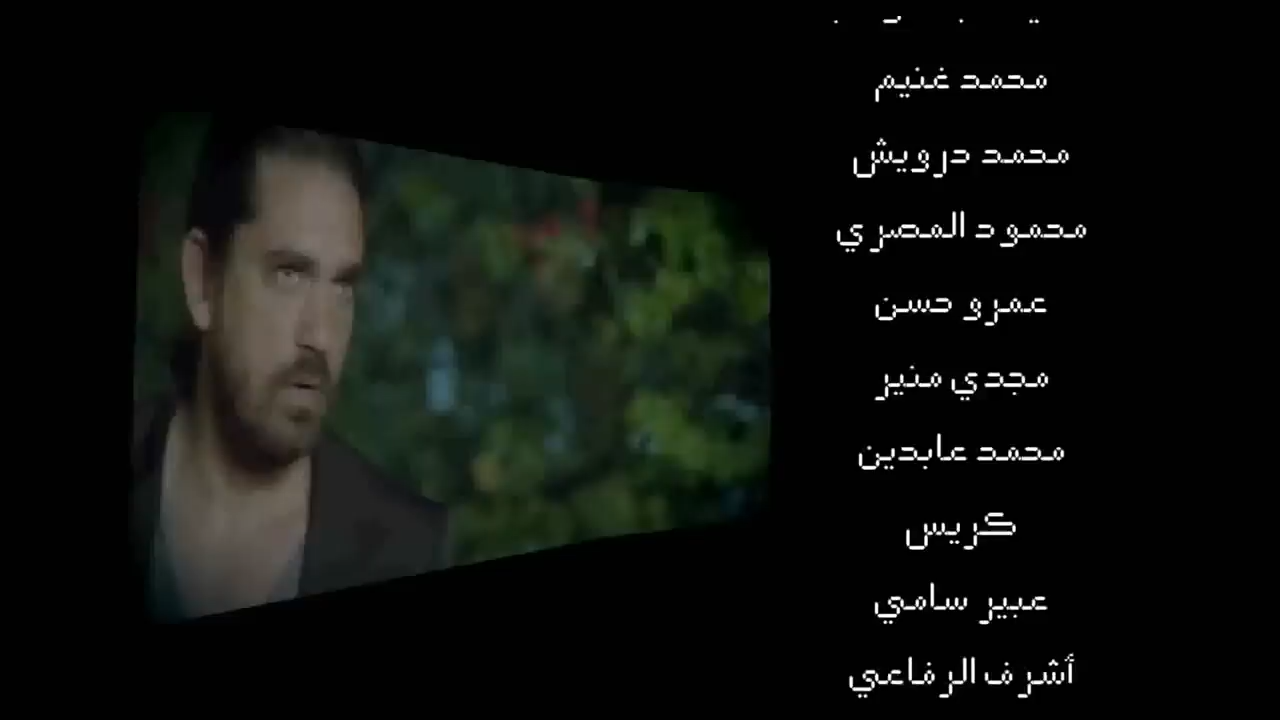 محمد غنيم
محمد درويش
محمود المصري
عمرو حسن
مجدي منير
محمد عابدين
كريس
عبير سامي
أشرف الرفاعي